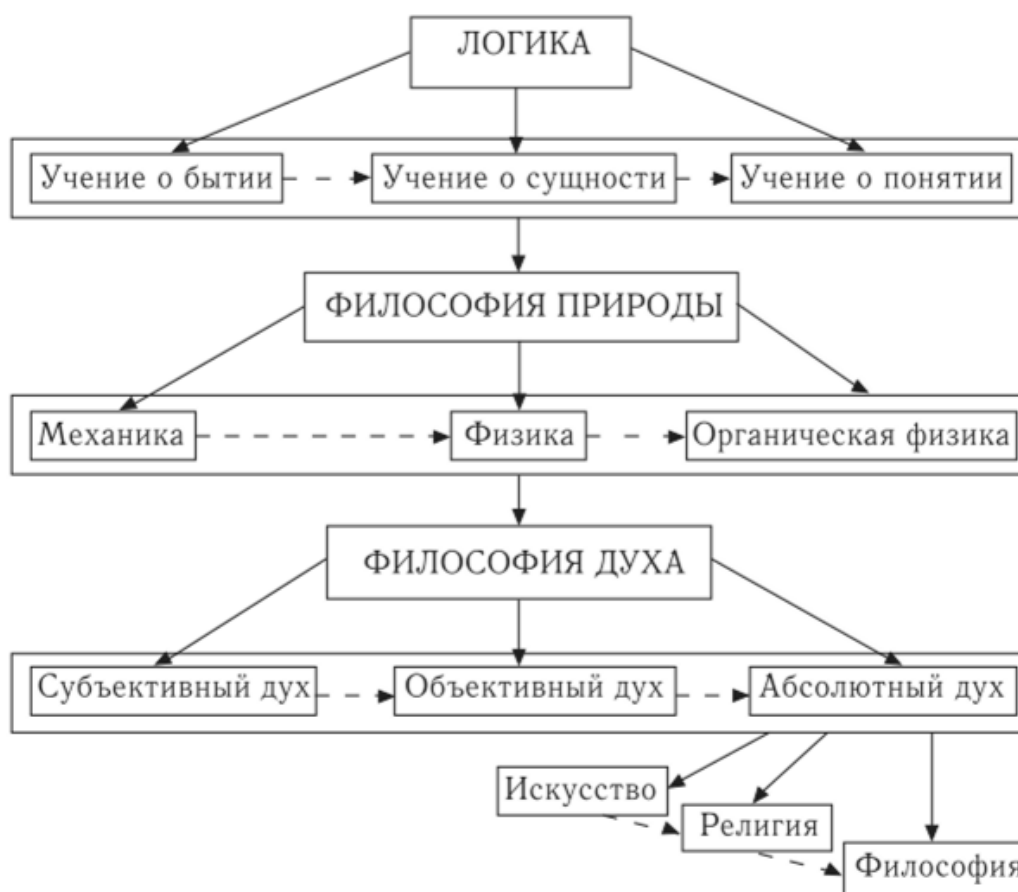 ЛОГИКА
Учение о бытии
Учение о сущности
Учение о понятии
ФИЛОСОФИЯ ПРИРОДЫ
Механика
Физика
Органическая физика
ФИЛОСОФИЯ ДУХА
Субъективный дух
Объективный дух
Абсолютный дух
Искусство
Религия
Философия